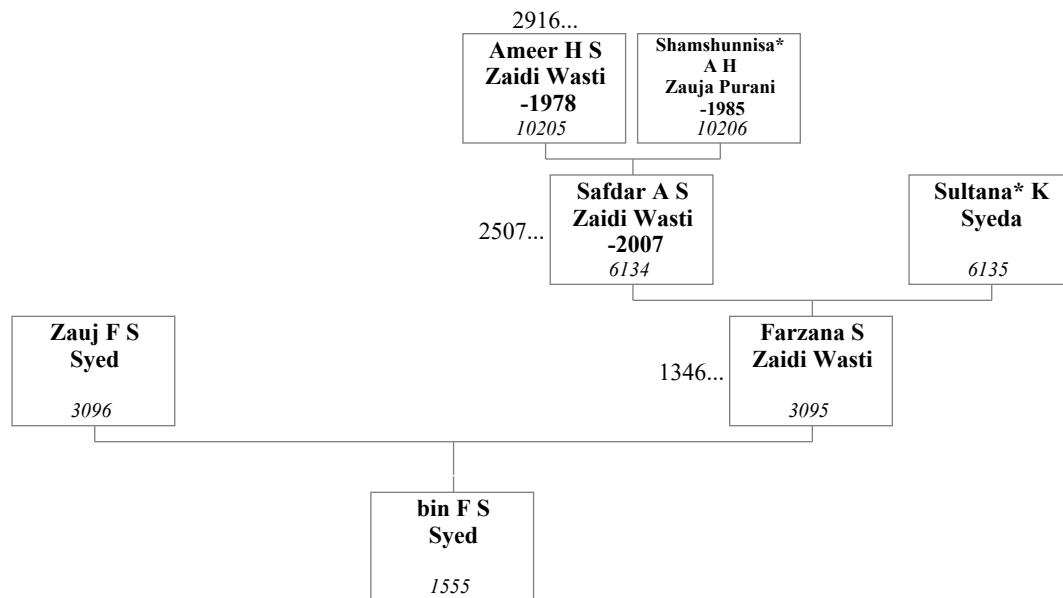 2916...
Ameer H S
Zaidi Wasti
-1978
10205
Shamshunnisa*
A H
Zauja Purani
-1985
10206
2507...
Safdar A S
Zaidi Wasti
-2007
6134
Sultana* K
Syeda
6135
Zauj F S
Syed
3096
1346...
Farzana S
Zaidi Wasti
3095
bin F S
Syed
1555